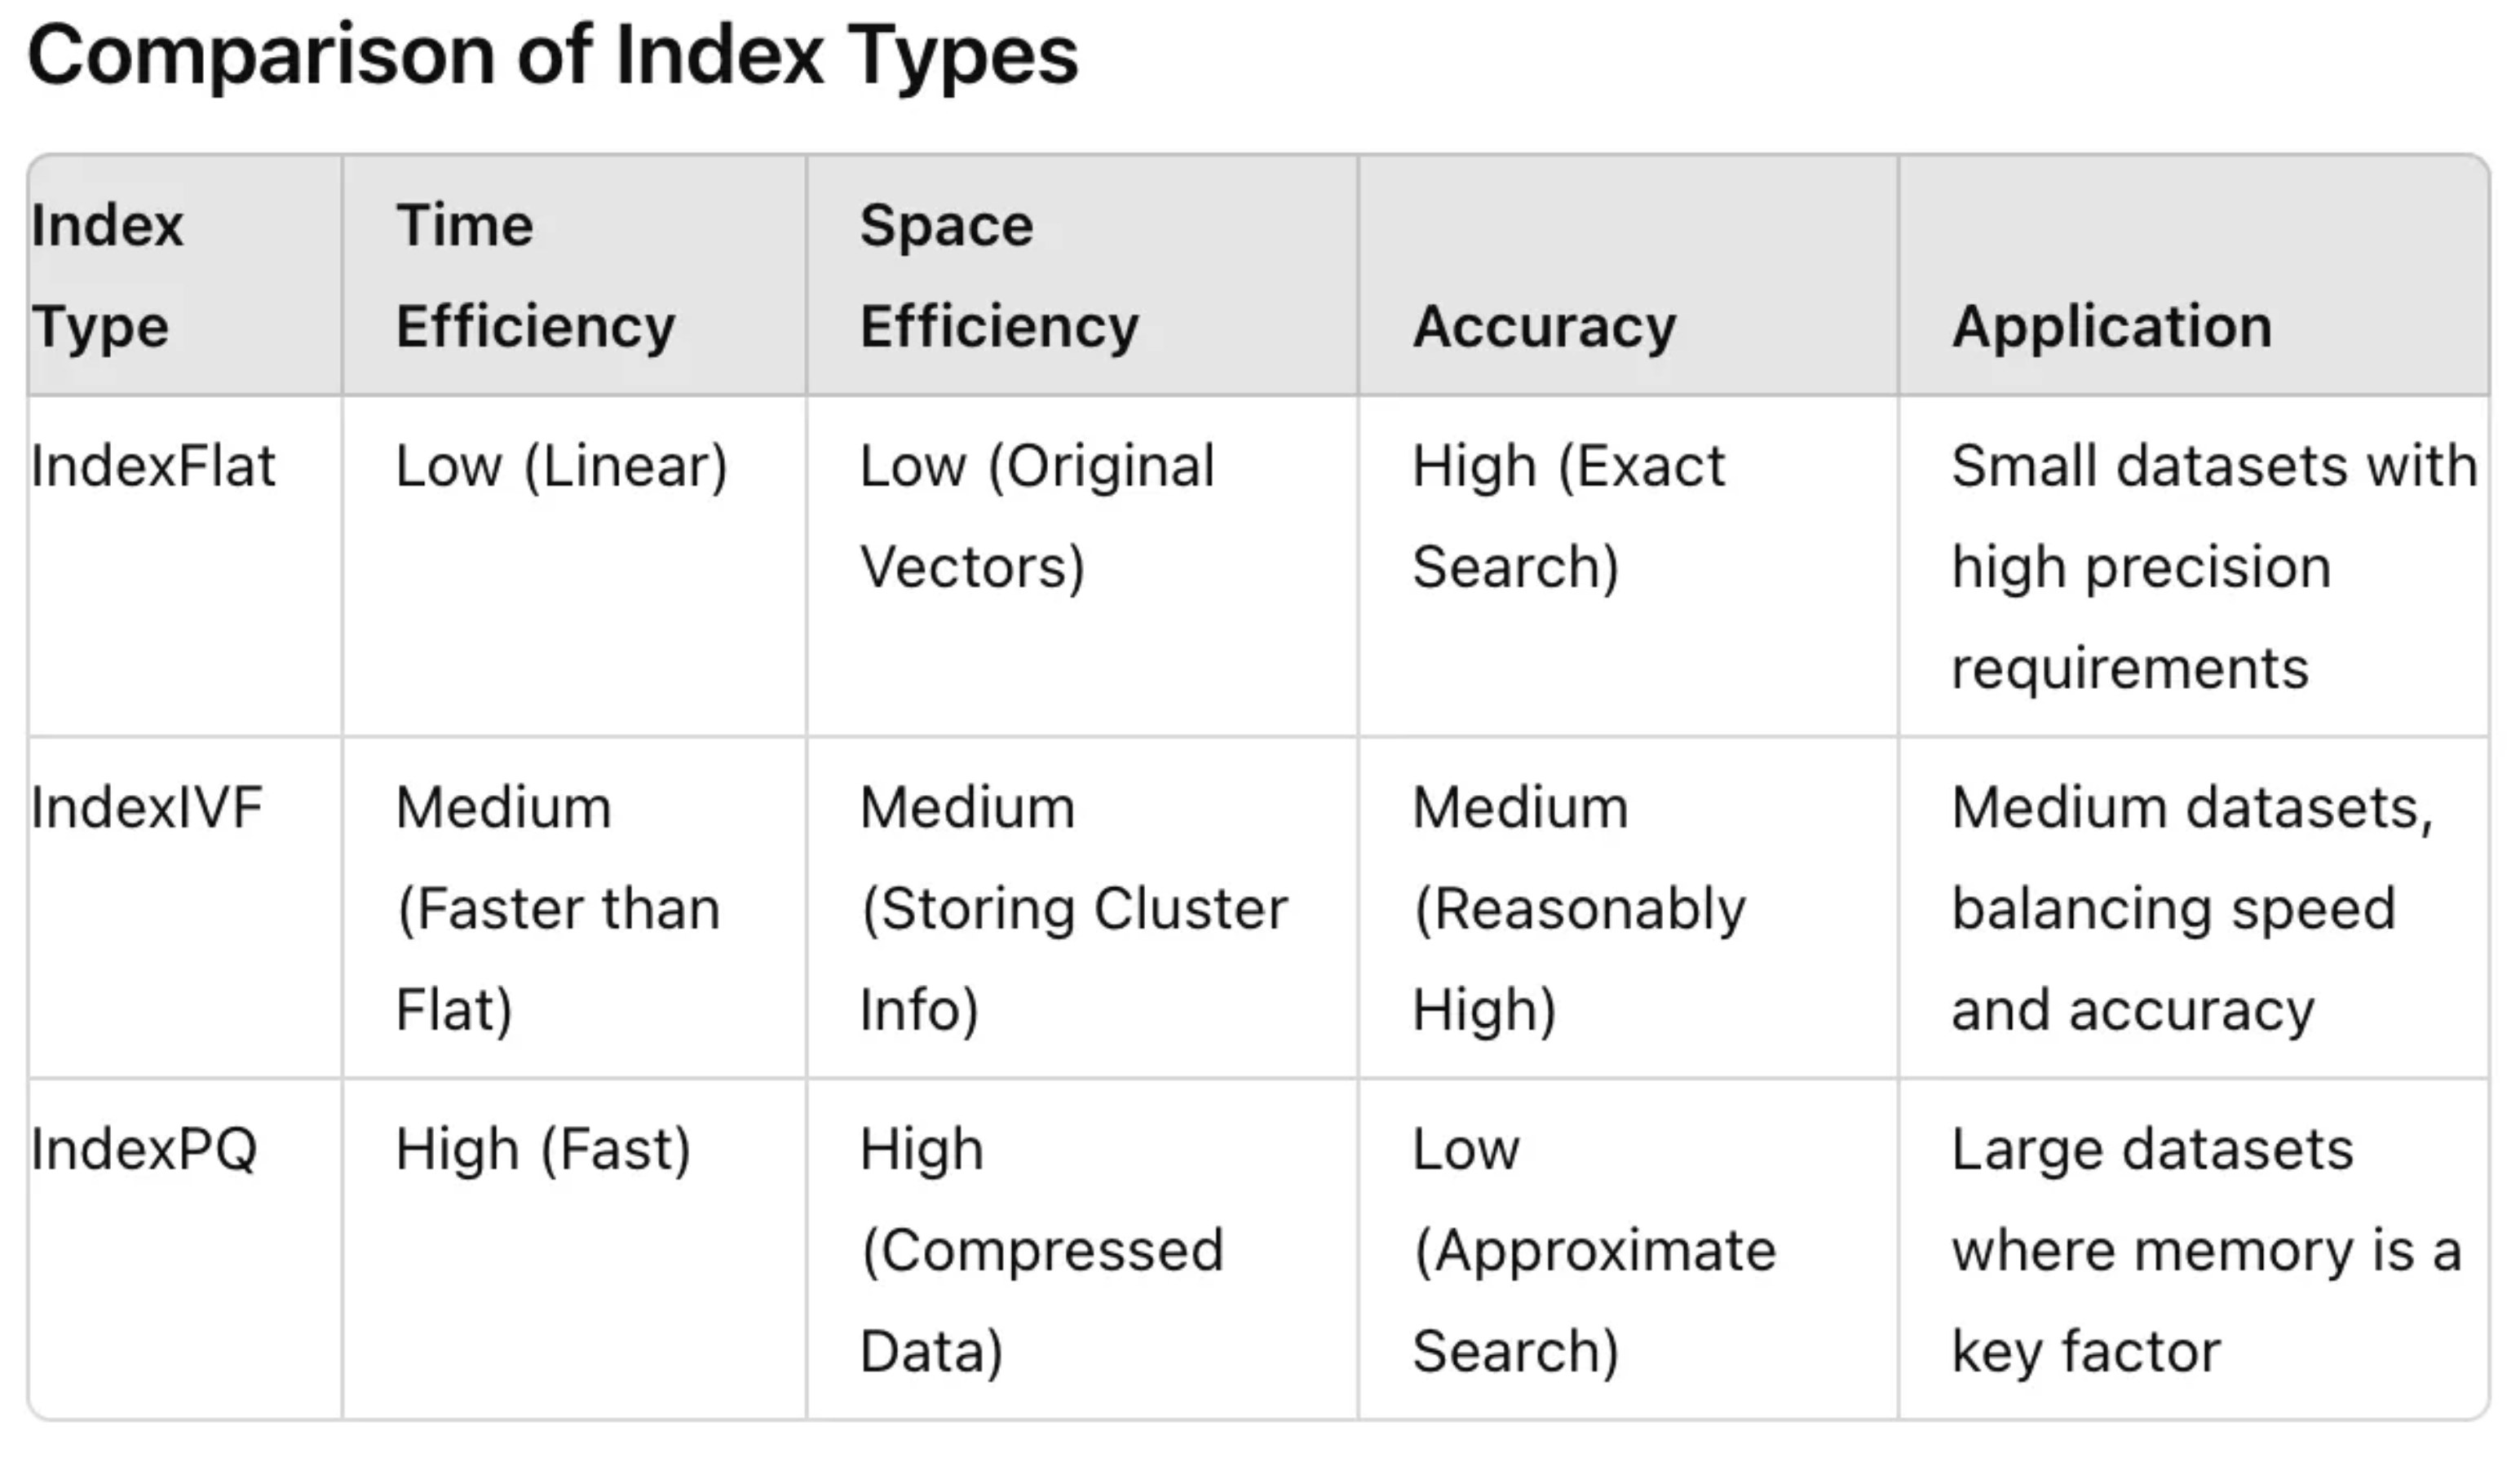 Comparison of Index Types
Index Type
Time Efficiency
Space Efficiency
Accuracy
Application
IndexFlat
Low (Linear)
Low (Original
Vectors)
High (Exact
Search)
Small datasets with
high precision
requirements
IndexIVF
Medium
(Faster than
Flat)
Medium
(Storing Cluster
Info)
Medium
(Reasonably
High)
Medium datasets,
balancing speed
and accuracy
IndexPQ
High (Fast)
High
(Compressed
Data)
Low
(Approximate
Search)
Large datasets
where memory is a
key factor